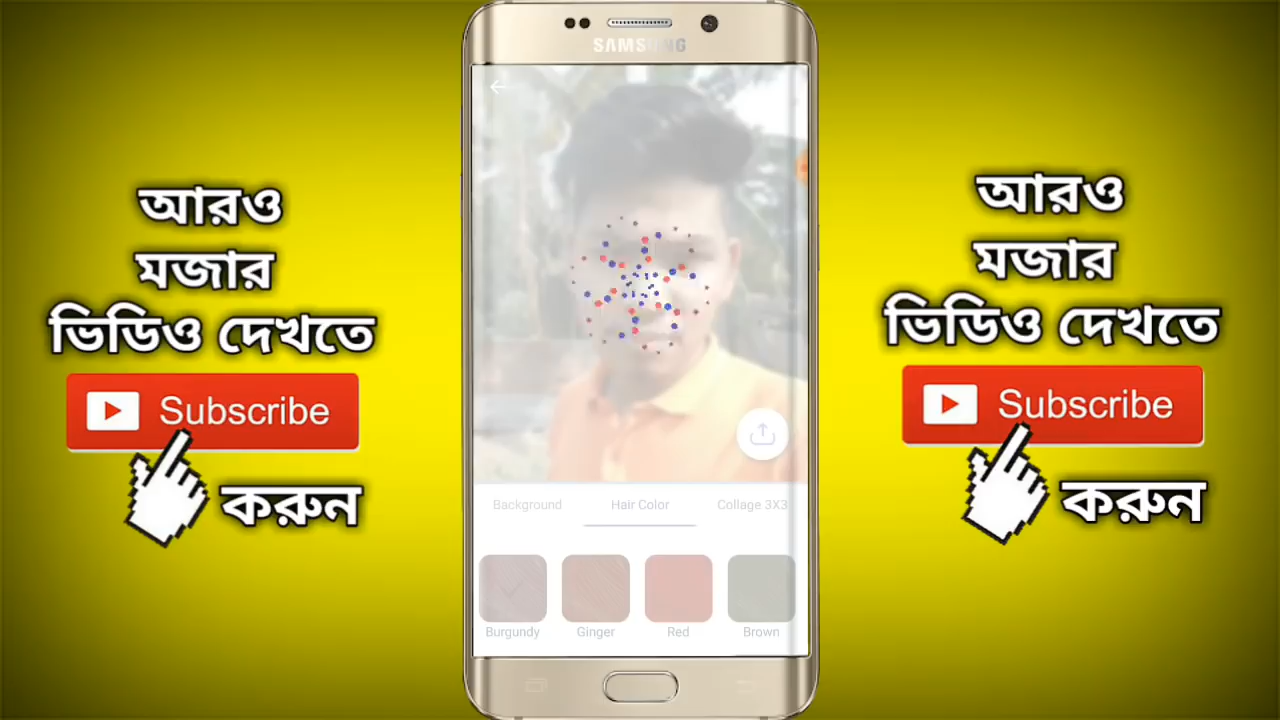 আরও
মজার
ভিডিও দেখতে
Subscribe
করুন
SAMSUNG
Background Hair Color Collage 3X3
Burgundy Ginger Red Brown
আরও
মজার
ভিডিও দেখতে
Subscribe
করুন